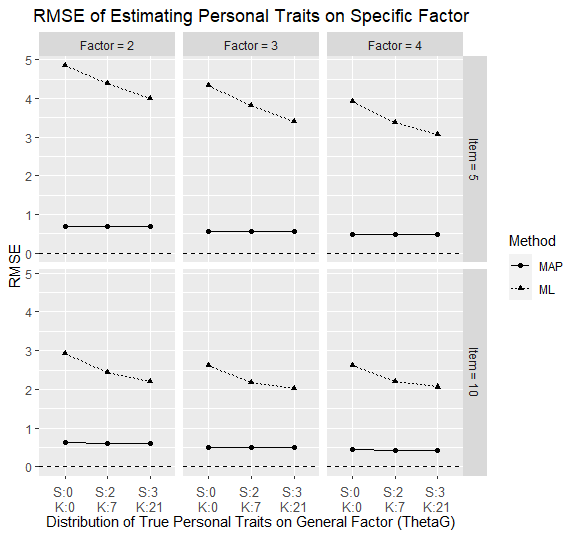 RMSE of Estimating Personal Traits on Specific Factor
Factor = 2
Factor = 3
Factor = 4
5
4
3
2
1
0
Item = 5
5
4
3
2
1
0
Item = 10
RMSE
S:0
K:0
S:2
K:7
S:3
K:21
S:0
K:0
S:2
K:7
S:3
K:21
S:0
K:0
S:2
K:7
S:3
K:21
Distribution of True Personal Traits on General Factor (ThetaG)
Method
MAP
ML